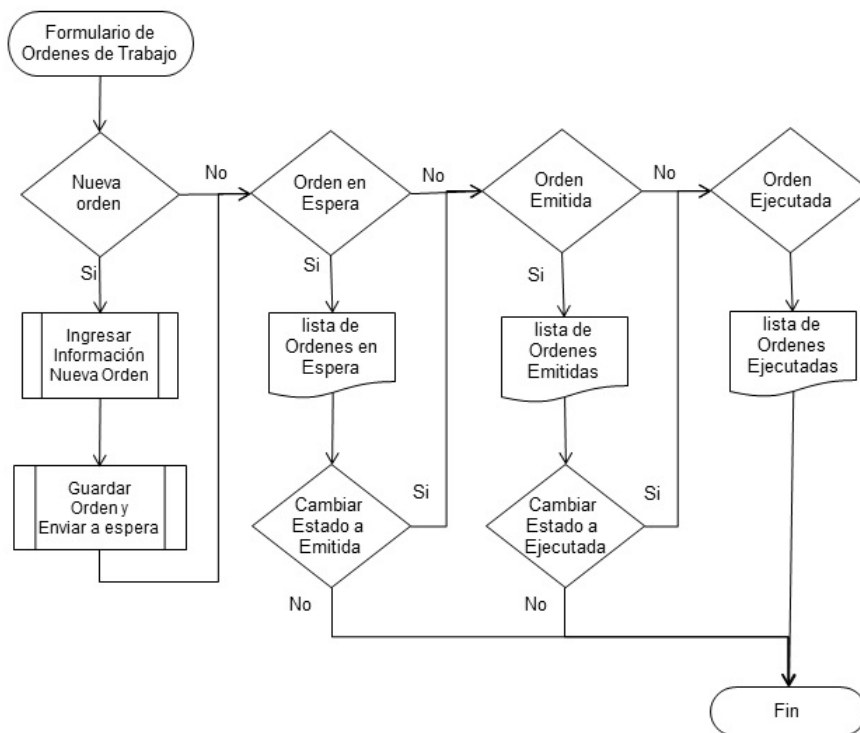 Formulario de
Ordenes de Trabajo
Nueva
orden
No
Si
Ingresar
Información
Nueva Orden
Guardar
Orden y
Enviar a espera
Orden en
Espera
No
Si
lista de
Ordenes en
Espera
Cambiar
Estado a
Emitida
Si
No
Orden
Emitida
No
Si
lista de
Ordenes
Emitidas
Cambiar
Estado a
Ejecutada
Si
No
Orden
Ejecutada
lista de
Ordenes
Ejecutadas
Fin